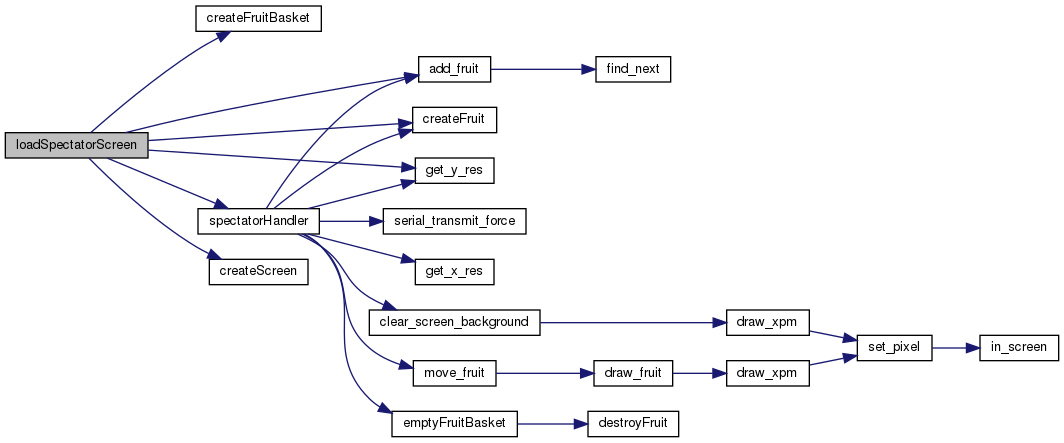 createFruitBasket
add_fruit
find_next
createFruit
loadSpectatorScreen
get_y_res
spectatorHandler
serial_transmit_force
createScreen
get_x_res
clear_screen_background
draw_xpm
set_pixel
in_screen
move_fruit
draw_fruit
draw_xpm
emptyFruitBasket
destroyFruit